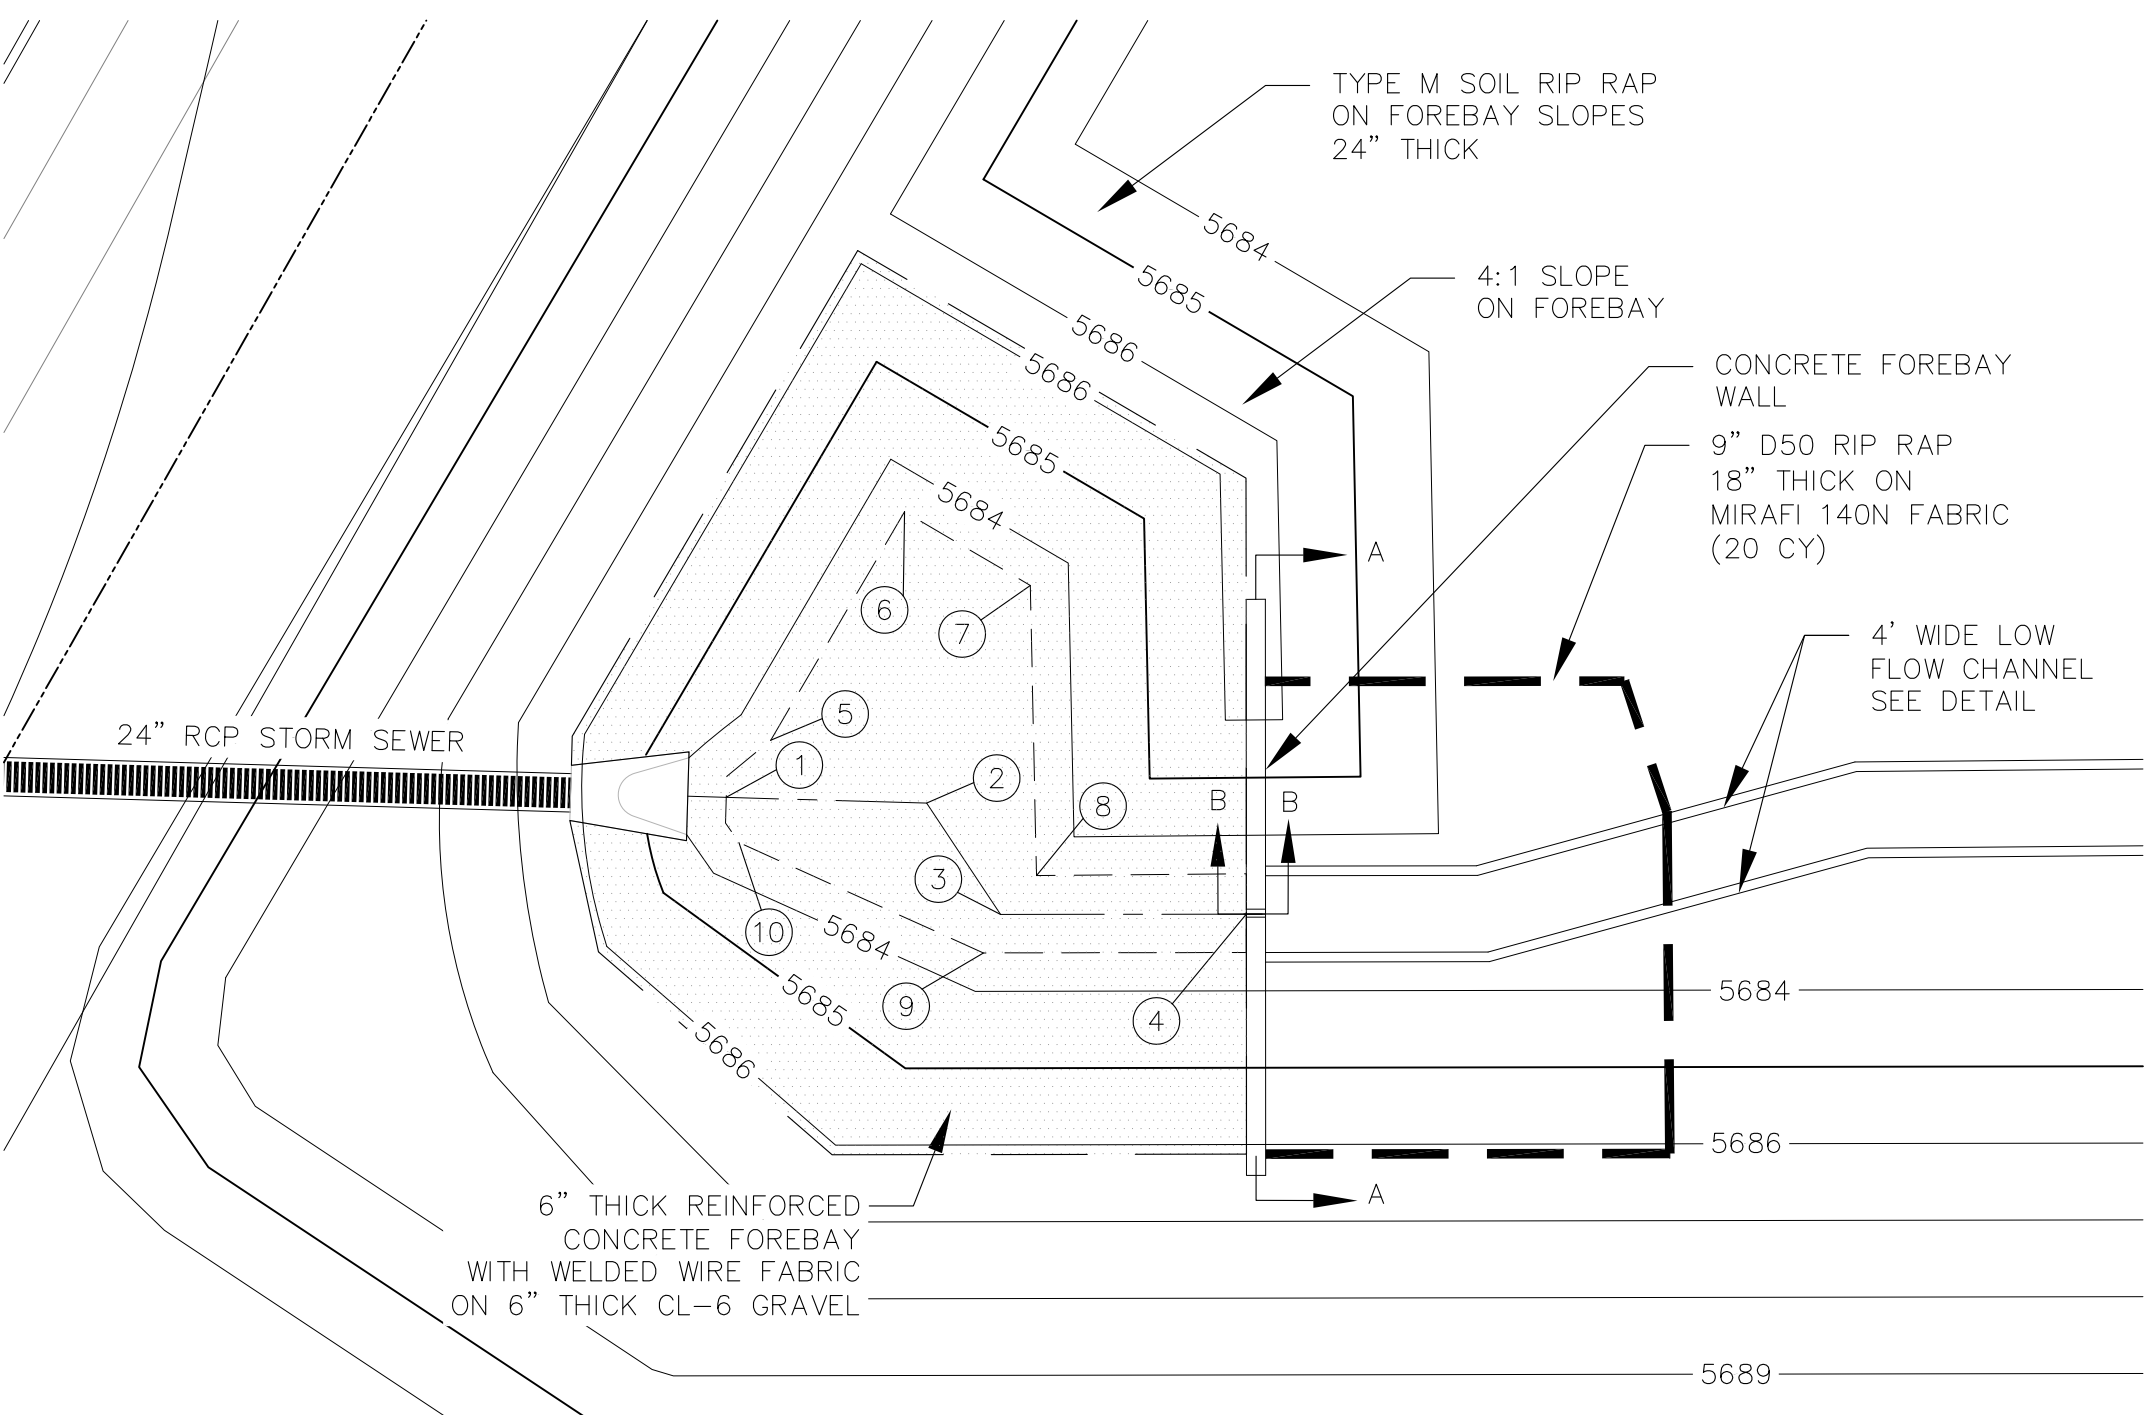 TYPE M SOIL RIP RAP
ON FOREBAY SLOPES
24” THICK
5684
5685
4:1 SLOPE
ON FOREBAY
5686
5686
CONCRETE FOREBAY
WALL
5685
9” D50 RIP RAP
18” THICK ON
MIRAFI 140N FABRIC
(20 CY)
5684
A
6
7
4’ WIDE LOW
FLOW CHANNEL
SEE DETAIL
5
24” RCP STORM SEWER
1
2
8
B
B
3
10
5684
9
5685
4
5684
5686
5686
A
6” THICK REINFORCED
CONCRETE FOREBAY
WITH WELDED WIRE FABRIC
ON 6” THICK CL-6 GRAVEL
5689